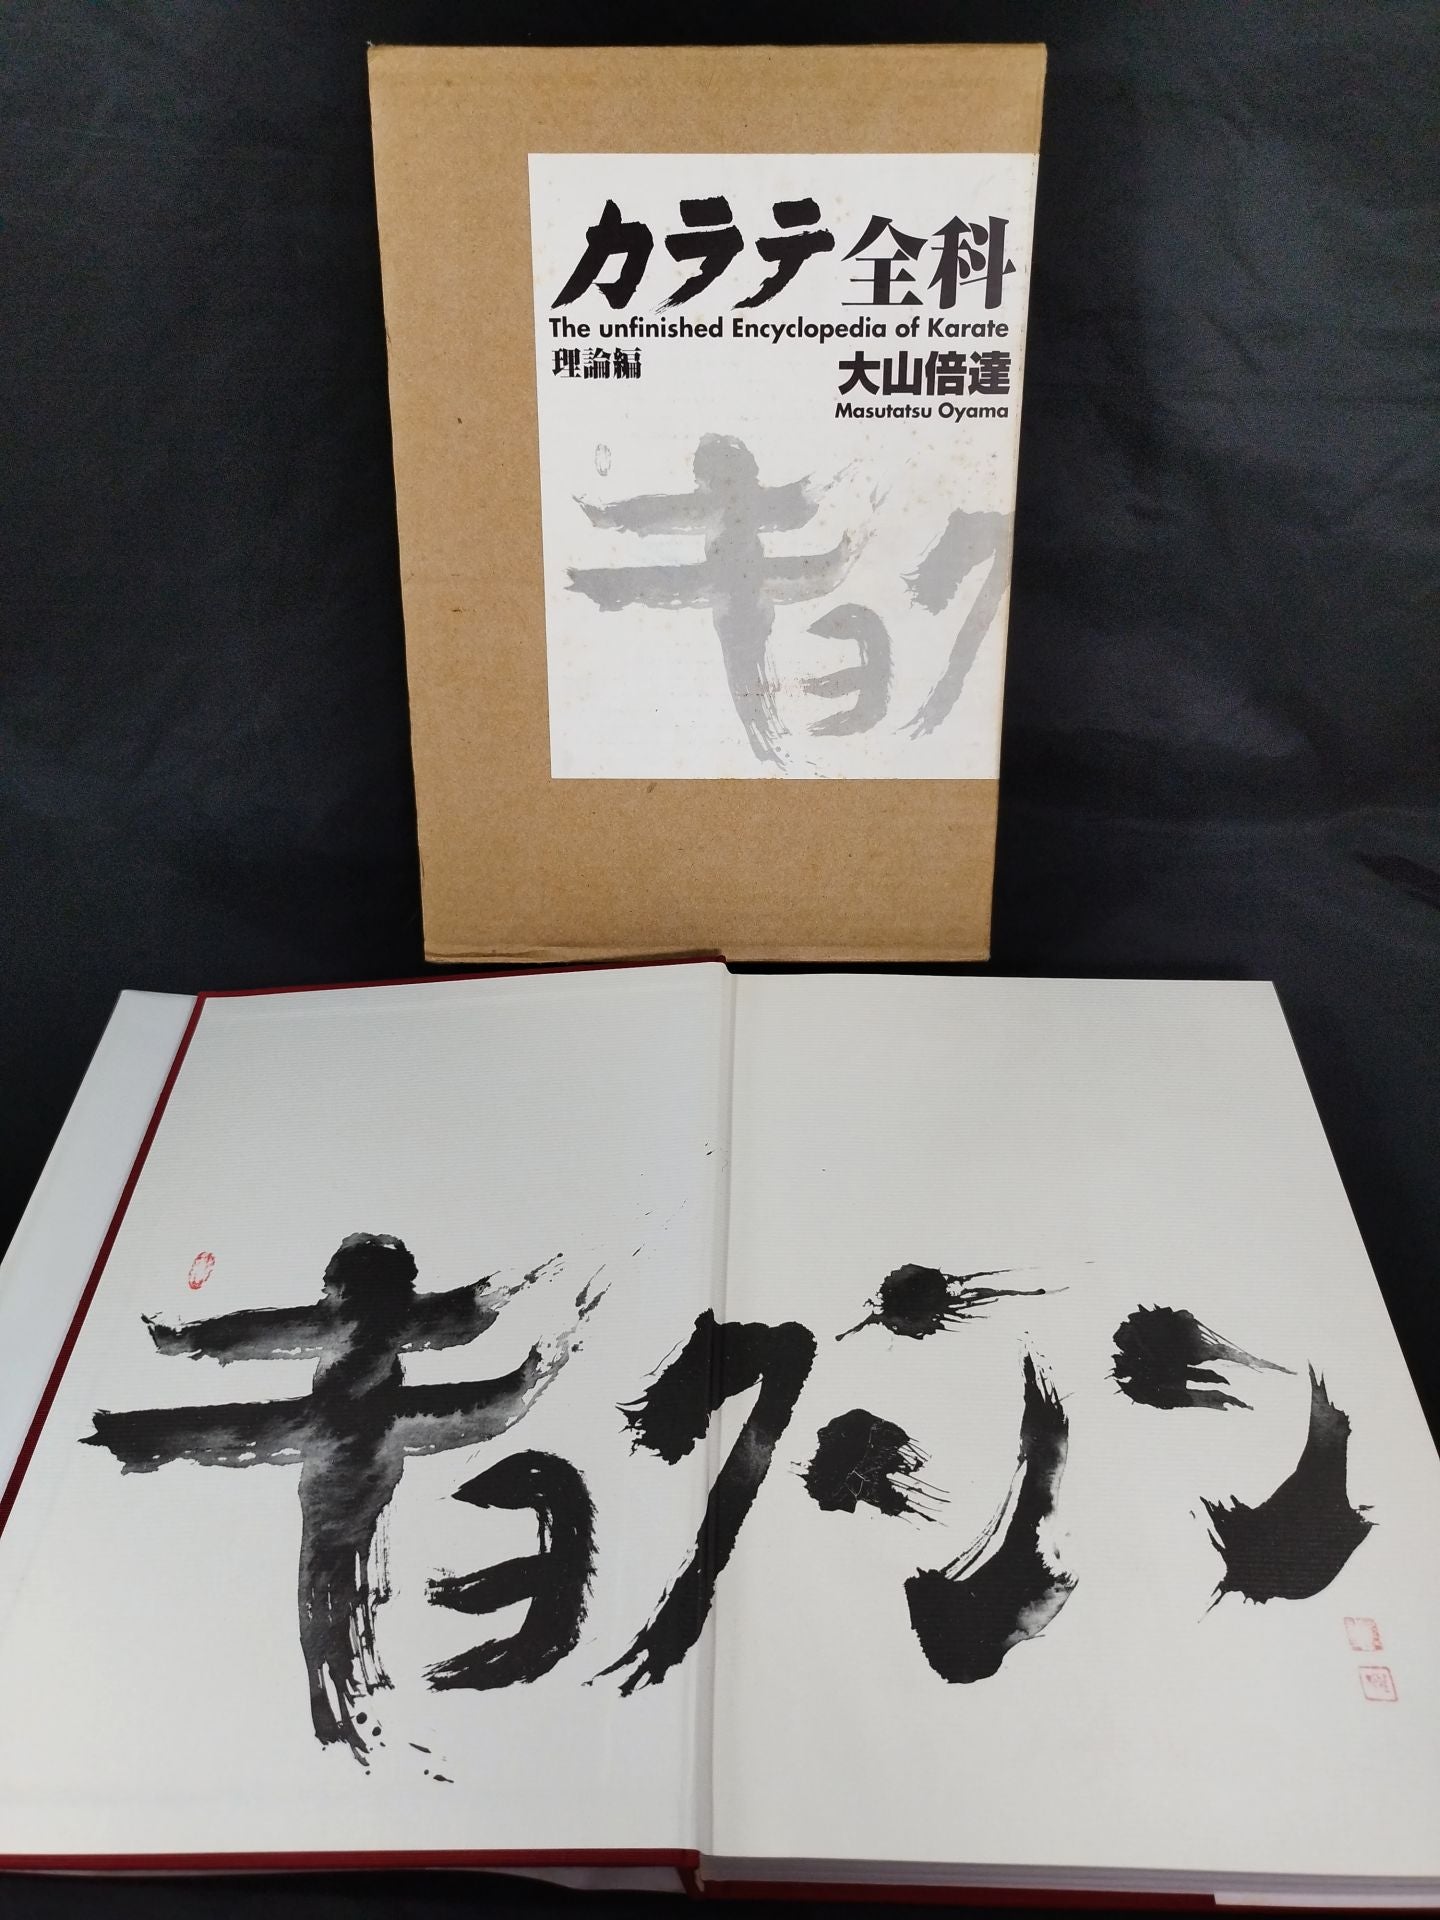 カラテ全科
The unfinished Encyclopedia of Karate
理論編
大山倍達
Masutatsu Oyama
キョク
キョクシン